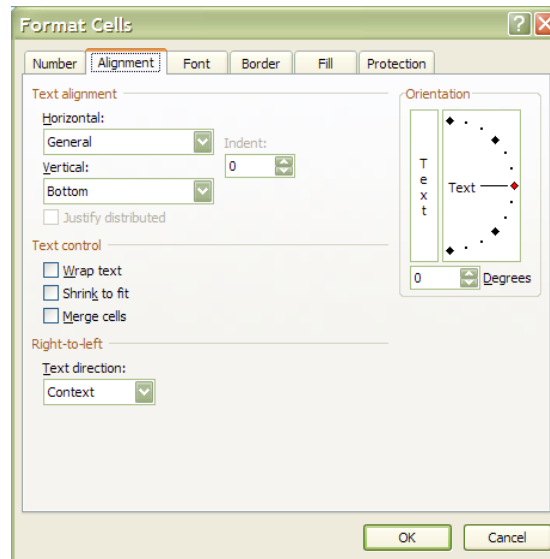 Format Cells
Number Alignment Font Border Fill Protection
Text alignment
Horizontal:
General
Indent:
Vertical:
0
Bottom
Justify distributed
Text control
Wrap text
Shrink to fit
Merge cells
Right-to-left
Text direction:
Context
Orientation
Text
Text
0 Degrees
OK Cancel